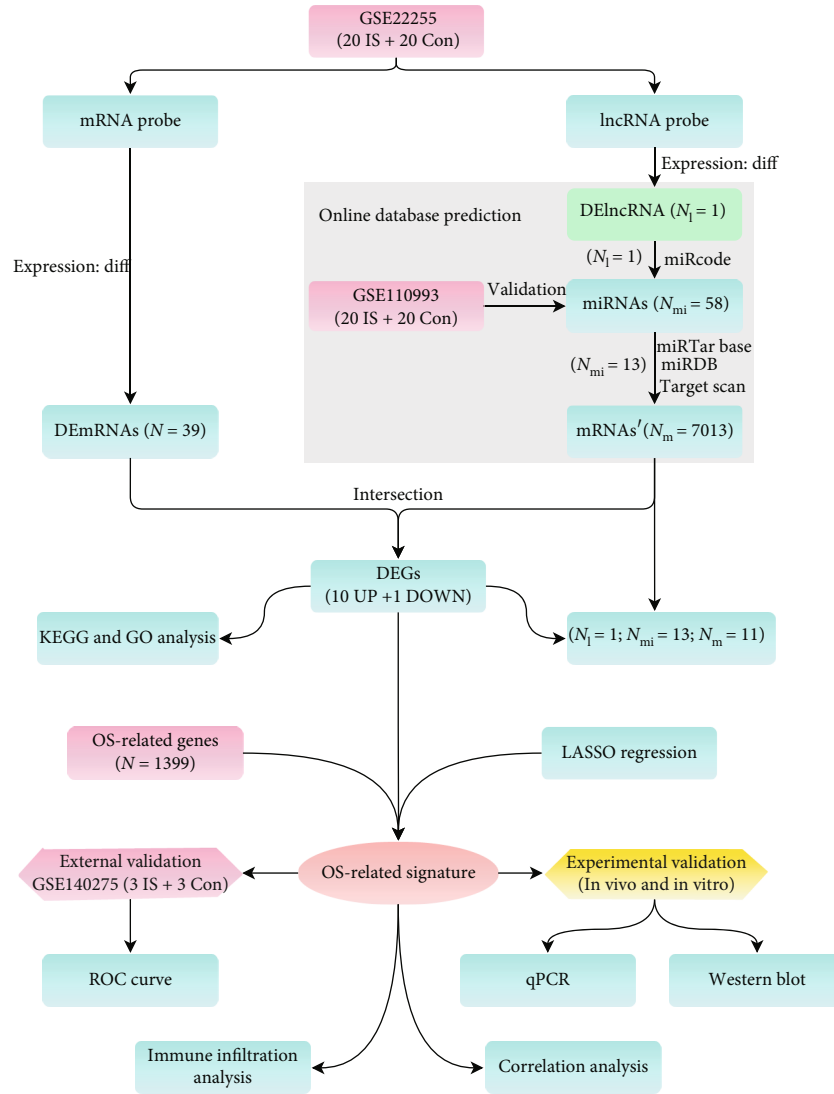 GSE22255
(20 IS + 20 Con)
mRNA probe
lncRNA probe
Expression: diff
Online database prediction
DElncRNA (Nl = 1)
(Nl = 1)
miRcode
Expression: diff
GSE110993
(20 IS + 20 Con)
Validation
miRNAs (Nmi = 58)
(Nmi = 13)
miRTar base
miRDB
Target scan
DEmRNAs (N = 39)
mRNAs′(Nm = 7013)
Intersection
DEGs
(10 UP +1 DOWN)
KEGG and GO analysis
(Nl = 1; Nmi = 13; Nm = 11)
OS-related genes
(N = 1399)
LASSO regression
External validation
GSE140275 (3 IS + 3 Con)
OS-related signature
Experimental validation
(In vivo and in vitro)
ROC curve
qPCR
Western blot
Immune infiltration
analysis
Correlation analysis